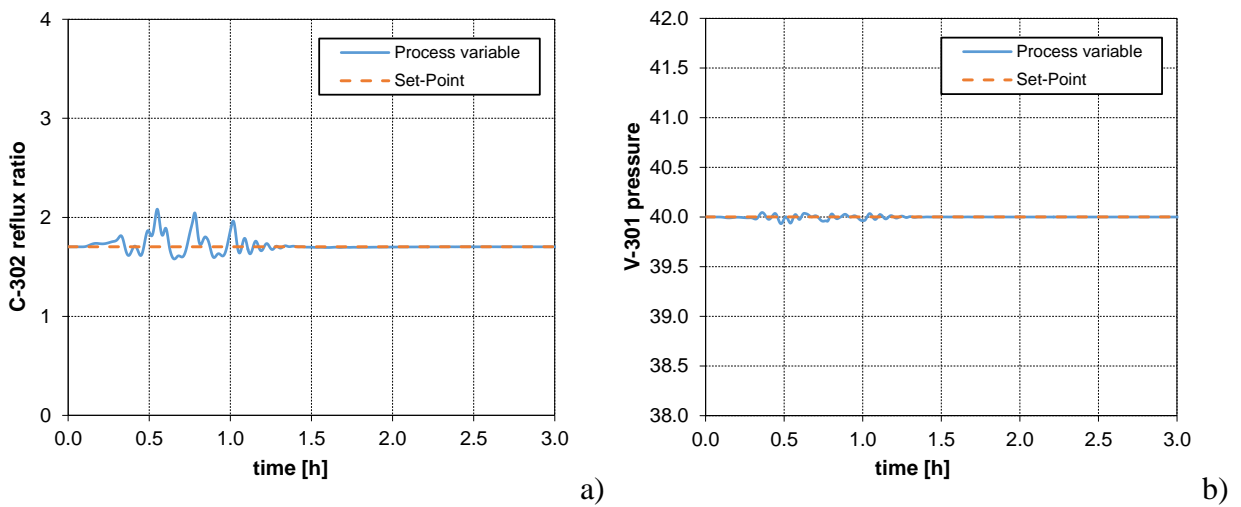 C-302 reflux ratio
4
3
2
1
0
Process variable
Set-Point
0.0 0.5 1.0 1.5 2.0 2.5 3.0
time [h]
a)
V-301 pressure
42.0
41.5
41.0
40.5
40.0
39.5
39.0
38.5
38.0
Process variable
Set-Point
0.0 0.5 1.0 1.5 2.0 2.5 3.0
time [h]
b)